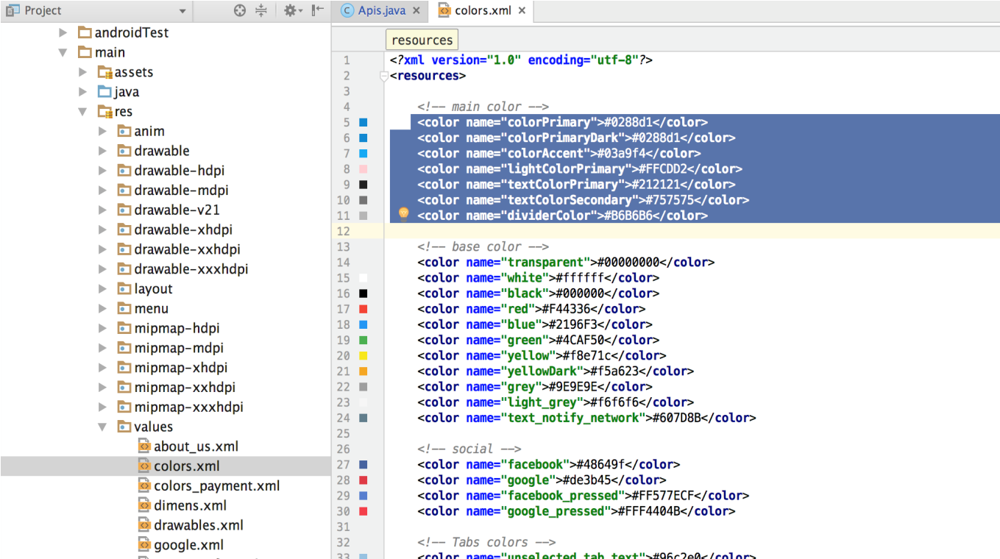 Project
Apis.java
colors.xml
androidTest
main
assets
java
res
anim
drawable
drawable-hdpi
drawable-mdpi
drawable-v21
drawable-xhdpi
drawable-xxhdpi
drawable-xxxhdpi
layout
menu
mipmap-hdpi
mipmap-mdpi
mipmap-xhdpi
mipmap-xxhdpi
mipmap-xxxhdpi
values
about_us.xml
colors.xml
colors_payment.xml
dimens.xml
drawables.xml
google.xml
resources
1 <?xml version="1.0" encoding="utf-8"?>
2 <resources>
3
4 <!-- main color -->
5 <color name="colorPrimary">#0288d1</color>
6 <color name="colorPrimaryDark">#0288d1</color>
7 <color name="colorAccent">#03a9f4</color>
8 <color name="lightColorPrimary">#FFCDD2</color>
9 <color name="textColorPrimary">#212121</color>
10 <color name="textColorSecondary">#757575</color>
11 <color name="dividerColor">#B6B6B6</color>
12
13 <!-- base color -->
14 <color name="transparent">#00000000</color>
15 <color name="white">#ffffff</color>
16 <color name="black">#000000</color>
17 <color name="red">#F44336</color>
18 <color name="blue">#2196F3</color>
19 <color name="green">#4CAF50</color>
20 <color name="yellow">#f8e71c</color>
21 <color name="yellowDark">#f5a623</color>
22 <color name="grey">#9E9E9E</color>
23 <color name="light_grey">#f6f6f6</color>
24 <color name="text_notify_network">#607D8B</color>
25
26 <!-- social -->
27 <color name="facebook">#48649f</color>
28 <color name="google">#de3b45</color>
29 <color name="facebook_pressed">#FF577ECF</color>
30 <color name="google_pressed">#FFF4404B</color>
31
32 <!-- Tabs colors -->
33 <color name="unselected_tab_text">#96c2e0</color>